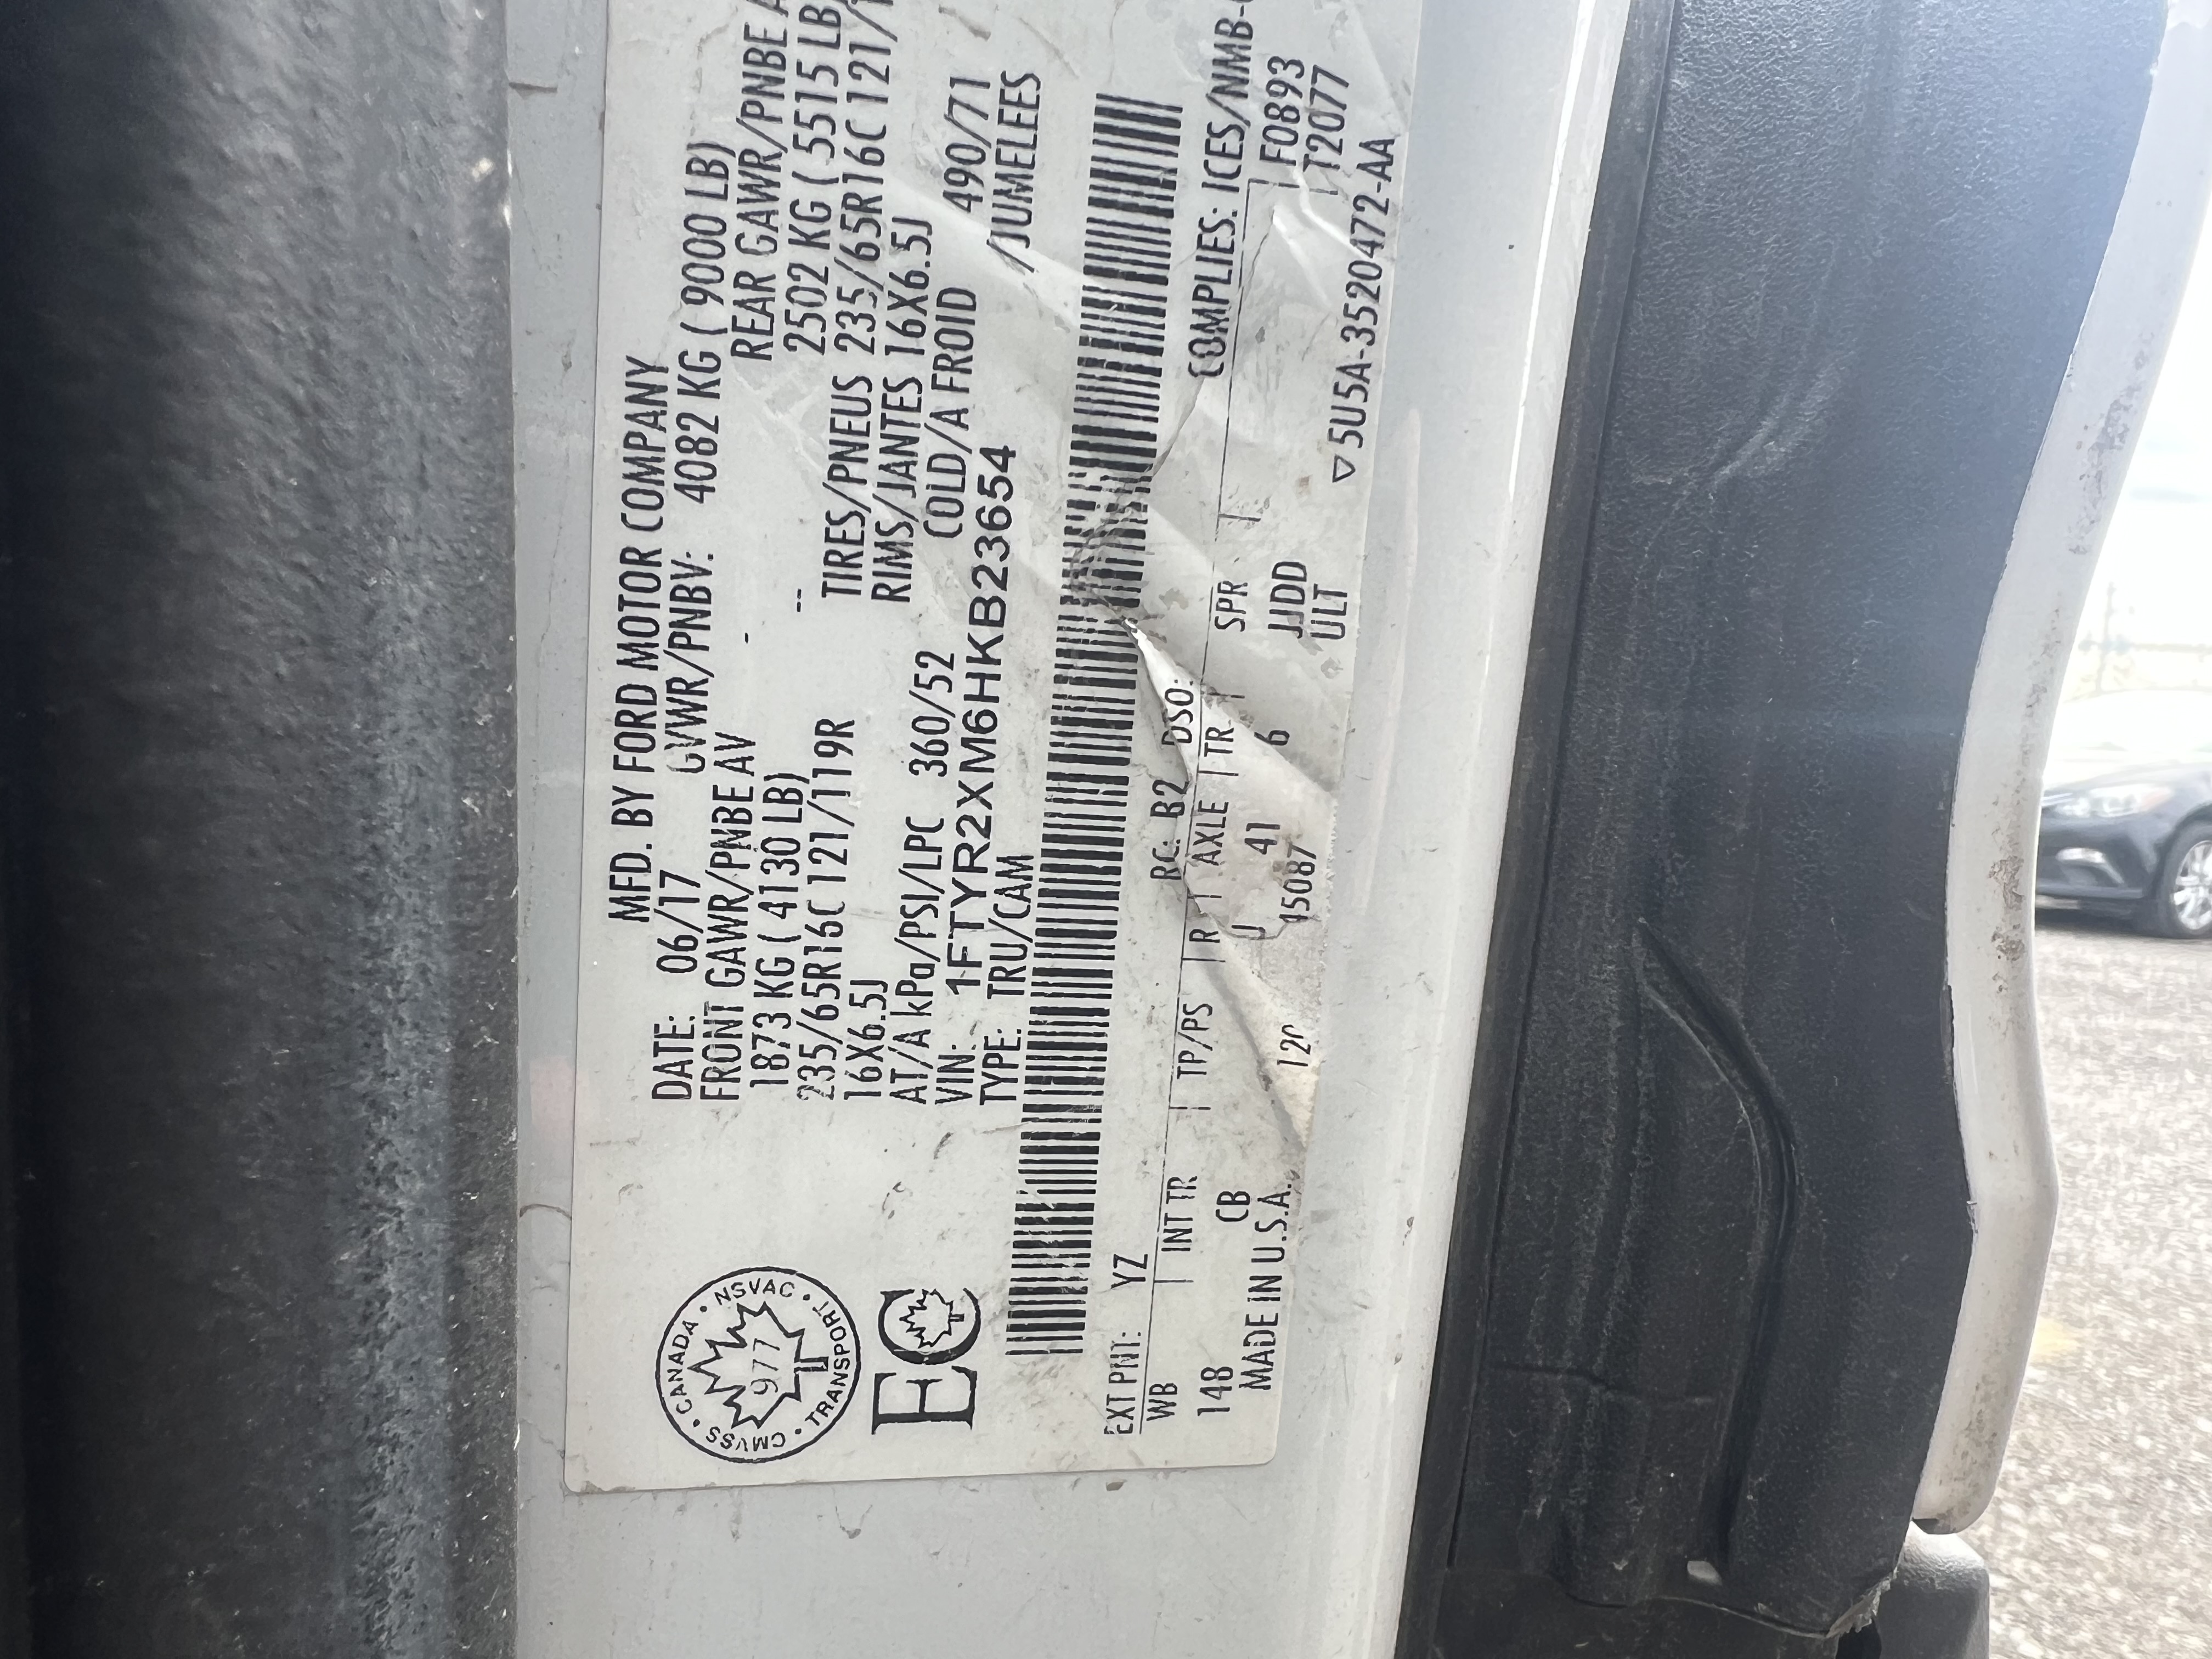 MFD. BY FORD MOTOR COMPANY
DATE: 06/17 GVWR/PNBV: 4082 KG ( 9000 LB)
FRONT GAWR/PNBE AV - REAR GAWR/PNBE
1873 KG ( 4130 LB) -- 2502 KG ( 5515 LB
235/65R16C 121/119R TIRES/PNEUS 235/65R16C 121/
16X6.5J RIMS/JANTES 16X6.5J
AT/A kPa/PSI/LPC 360/52 COLD/A FROID 490/71
VIN: 1FTYR2XM6HKB23654 /JUMELEES
TYPE: TRU/CAM
CMVSS • CANADA • NSVAC • TRANSPORT •
977
EC
EXT PNT: YZ RC: B2 DSO: COMPLIES: ICES/NMB-
WB INT TR TP/PS R AXLE TR SPR F0893
148 CB J 41 6 JJDD T2077
MADE IN U.S.A. 15087 ULT
▽5U5A-3520472-AA